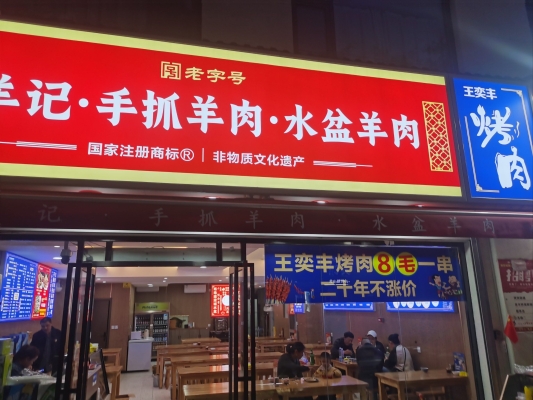 老字号
羊记·手抓羊肉·水盆羊肉
国家注册商标® 非物质文化遗产
王奕丰
烤肉
记·手抓羊肉·水盆羊肉
王奕丰烤肉8毛一串
二十年不涨价